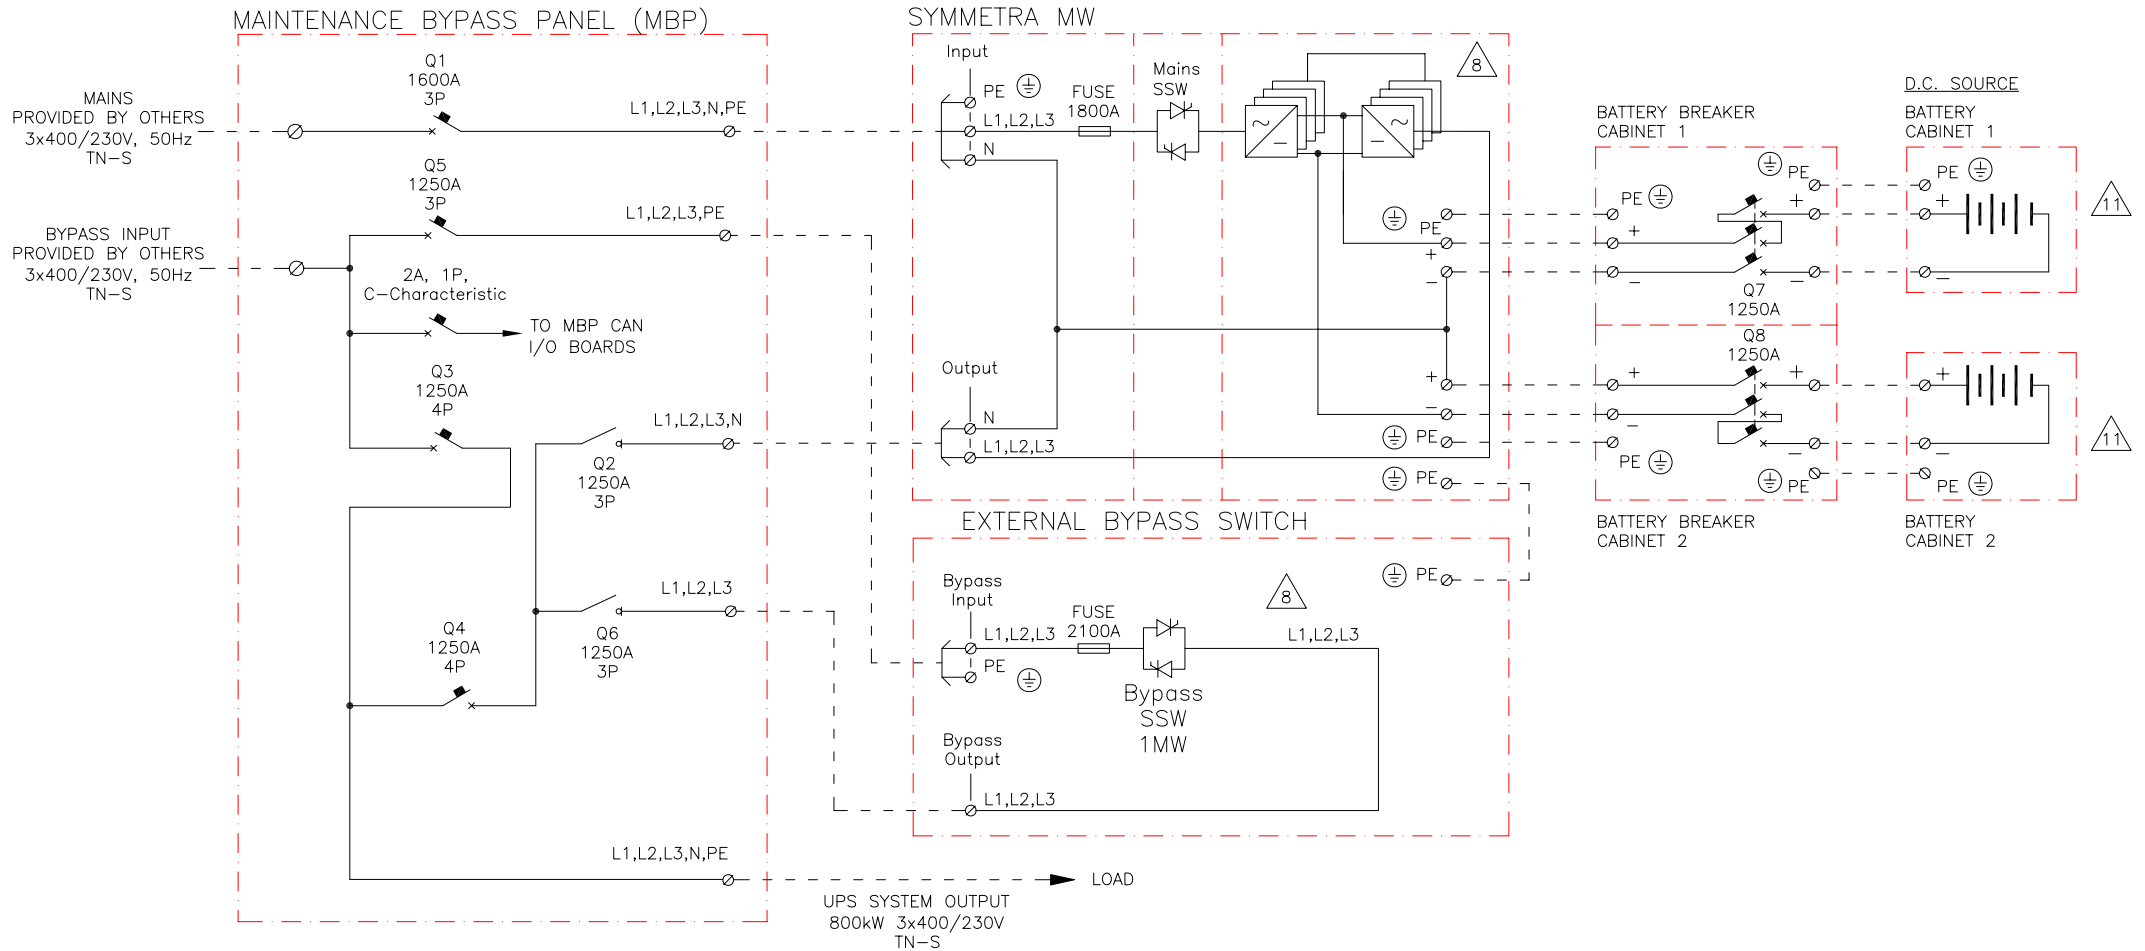 MAINTENANCE BYPASS PANEL (MBP)
MAINS
PROVIDED BY OTHERS
3x400/230V, 50Hz
TN-S
BYPASS INPUT
PROVIDED BY OTHERS
3x400/230V, 50Hz
TN-S
Q1
1600A
3P
L1,L2,L3,N,PE
Q5
1250A
3P
L1,L2,L3,PE
2A, 1P,
C-Characteristic
TO MBP CAN
I/O BOARDS
Q3
1250A
4P
L1,L2,L3,N
Q2
1250A
3P
L1,L2,L3
Q6
1250A
3P
Q4
1250A
4P
L1,L2,L3,N,PE
LOAD
UPS SYSTEM OUTPUT
800kW 3x400/230V
TN-S
SYMMETRA MW
Input
PE
L1,L2,L3
N
FUSE
1800A
Mains
SSW
~
-
~
-
8
PE
+
-
+
-
PE
PE
Output
N
L1,L2,L3
EXTERNAL BYPASS SWITCH
Bypass
Input
L1,L2,L3
PE
FUSE
2100A
8
PE
L1,L2,L3
Bypass
SSW
1MW
Bypass
Output
L1,L2,L3
BATTERY BREAKER
CABINET 1
PE
+
-
PE
+
-
Q7
1250A
Q8
1250A
+
-
PE
+
-
PE
BATTERY BREAKER
CABINET 2
D.C. SOURCE
BATTERY
CABINET 1
PE
+
-
11
+
-
PE
11
BATTERY
CABINET 2